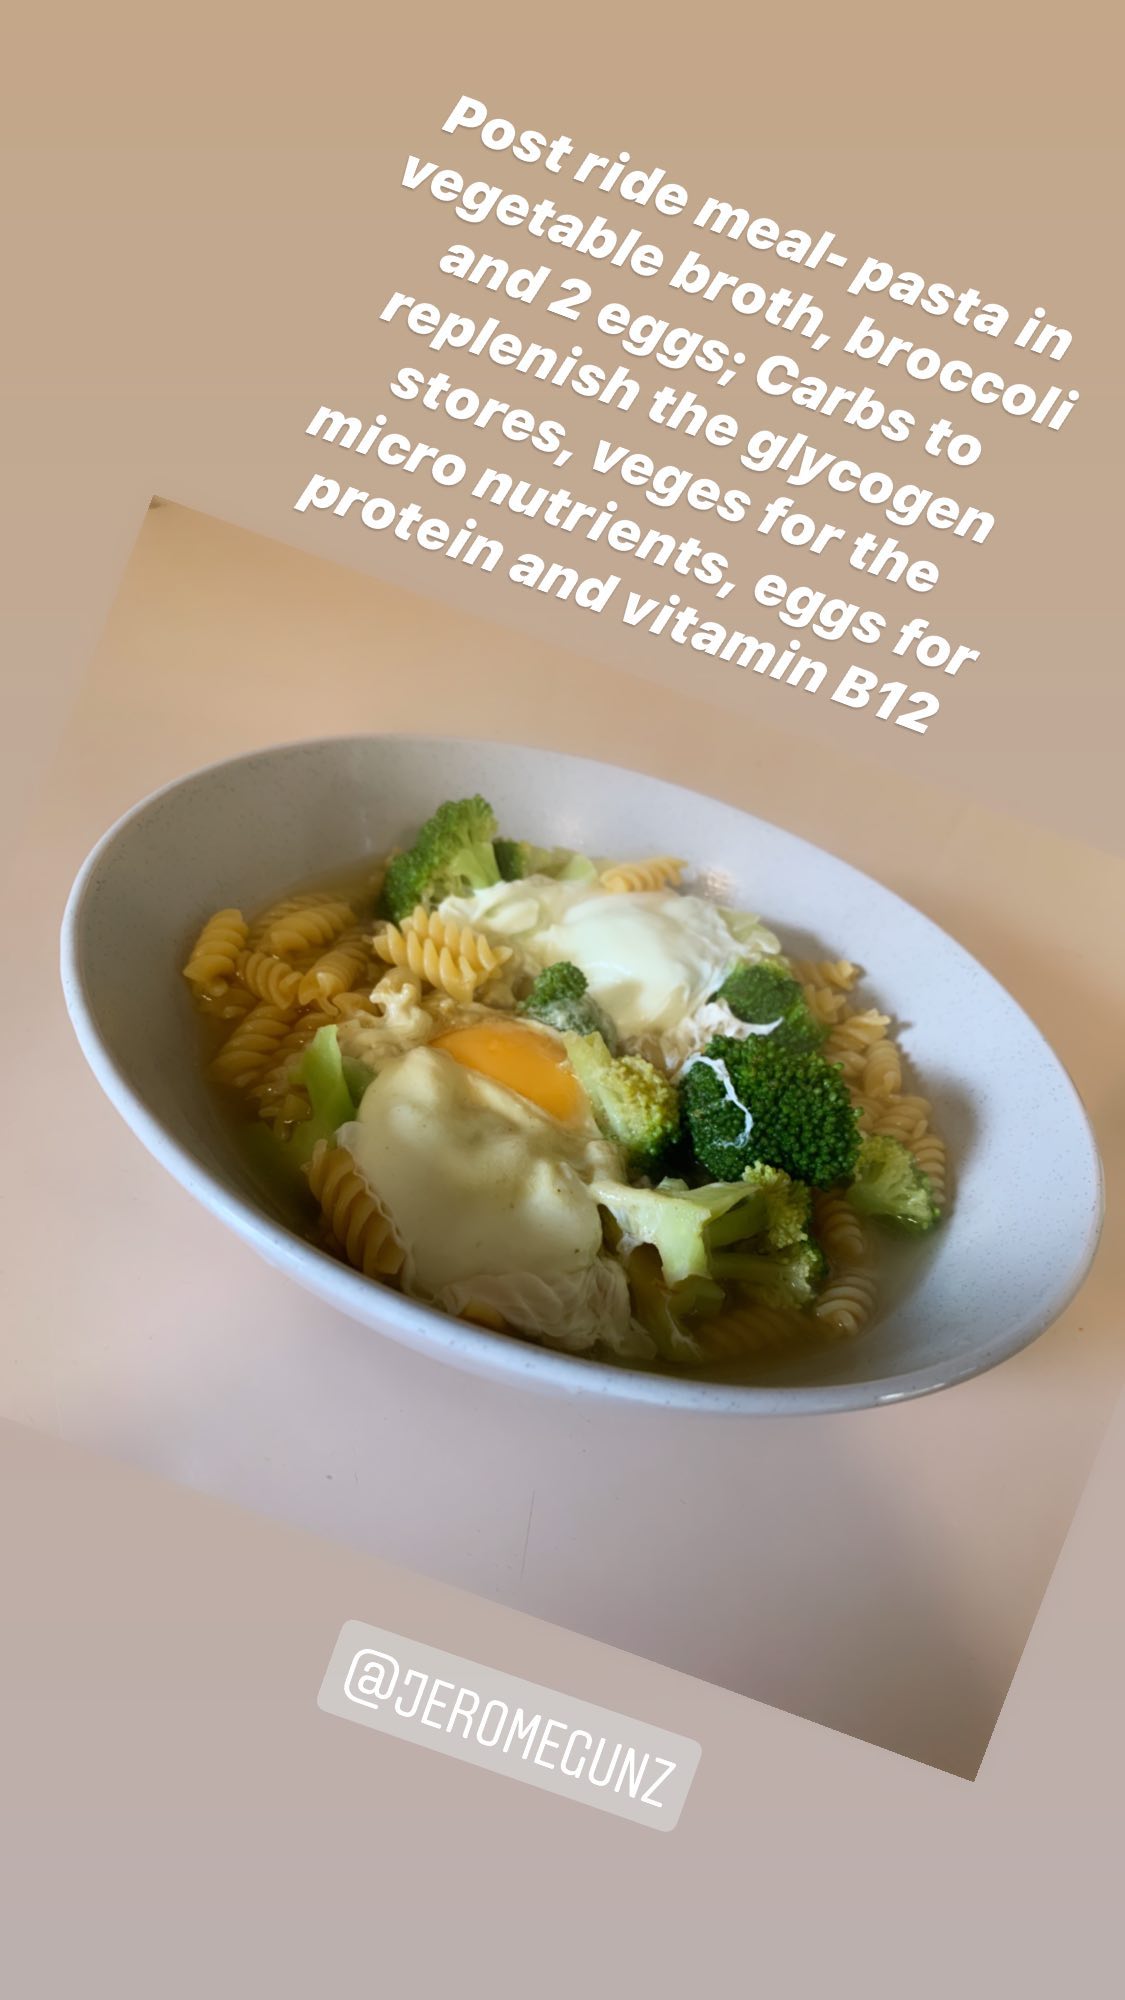 Post ride meal- pasta in
vegetable broth, broccoli
and 2 eggs; Carbs to
replenish the glycogen
stores, veges for the
micro nutrients, eggs for
protein and vitamin B12
@JEROMEGUNZ